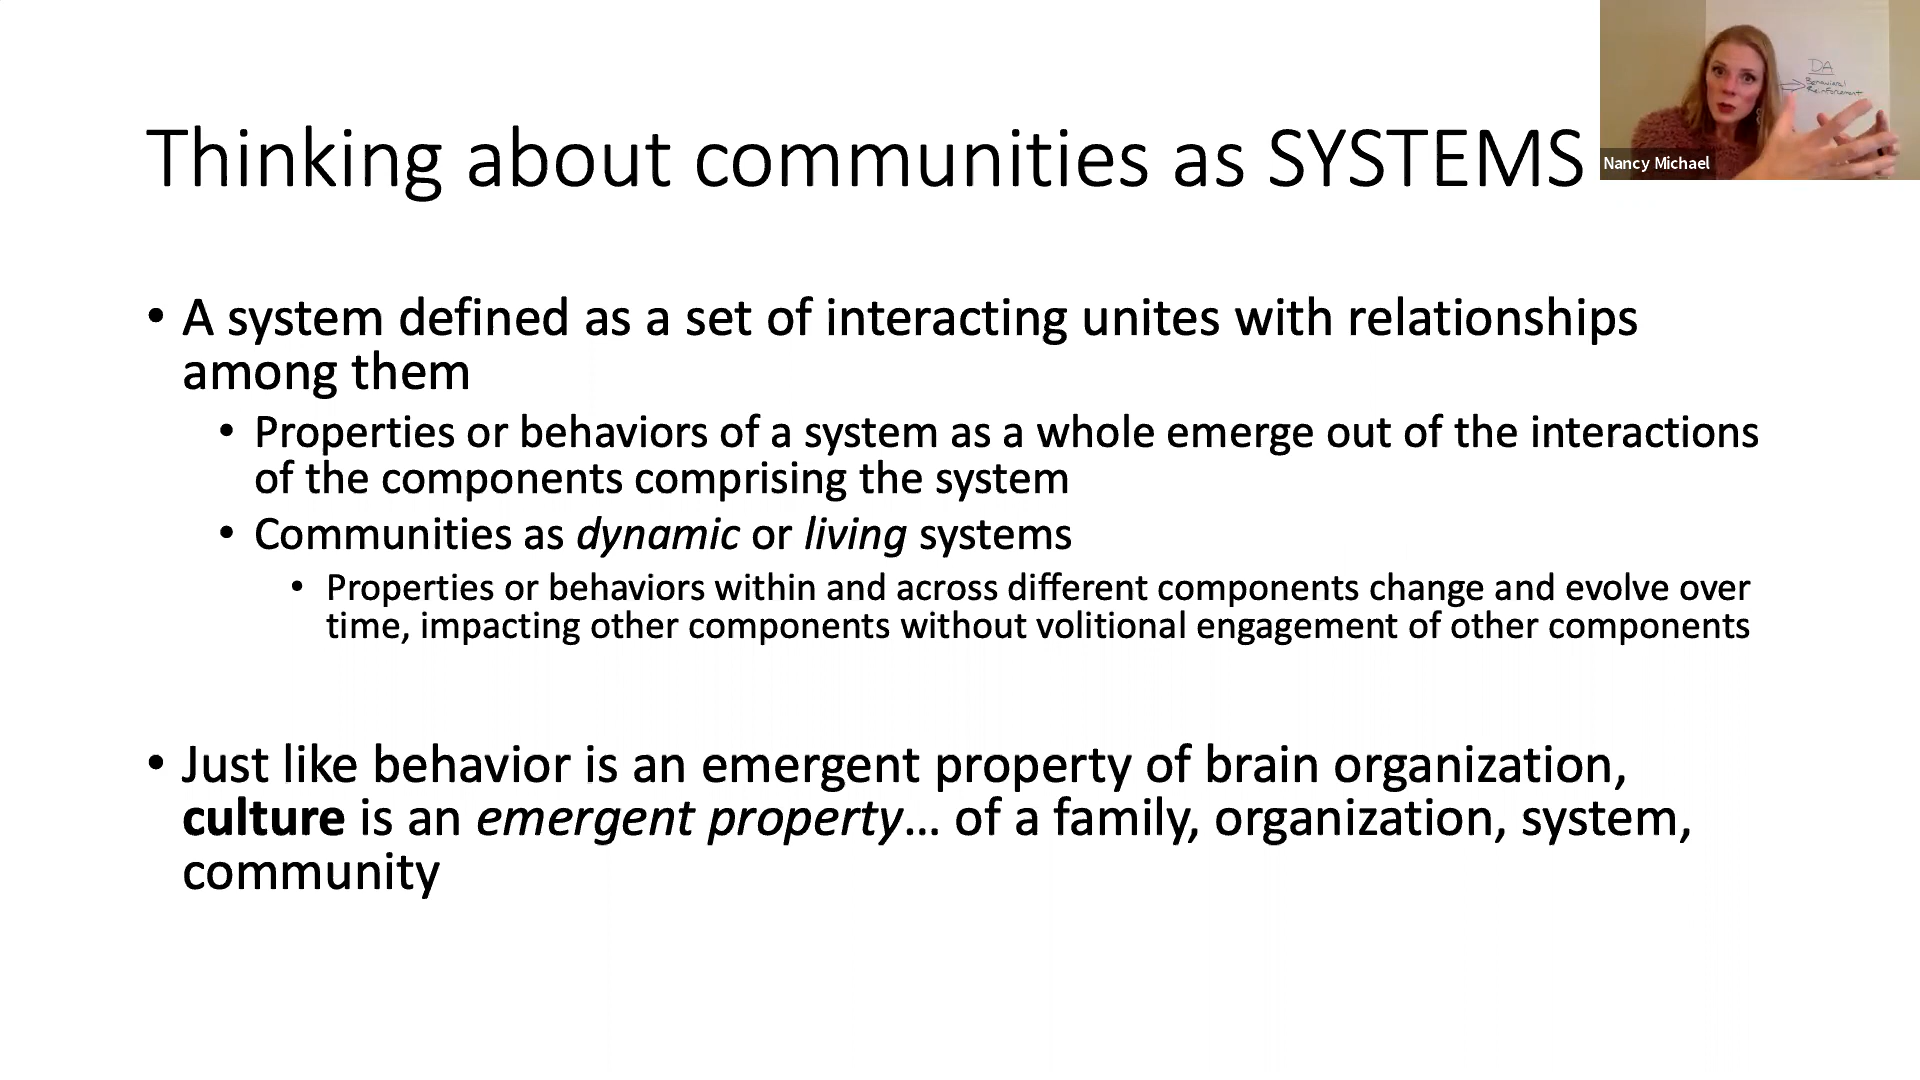 Thinking about communities as SYSTEMS
DA
Behavioral
Reinforcement
Nancy Michael
• A system defined as a set of interacting unites with relationships
among them
• Properties or behaviors of a system as a whole emerge out of the interactions
of the components comprising the system
• Communities as dynamic or living systems
• Properties or behaviors within and across different components change and evolve over
time, impacting other components without volitional engagement of other components
• Just like behavior is an emergent property of brain organization,
culture is an emergent property... of a family, organization, system,
community